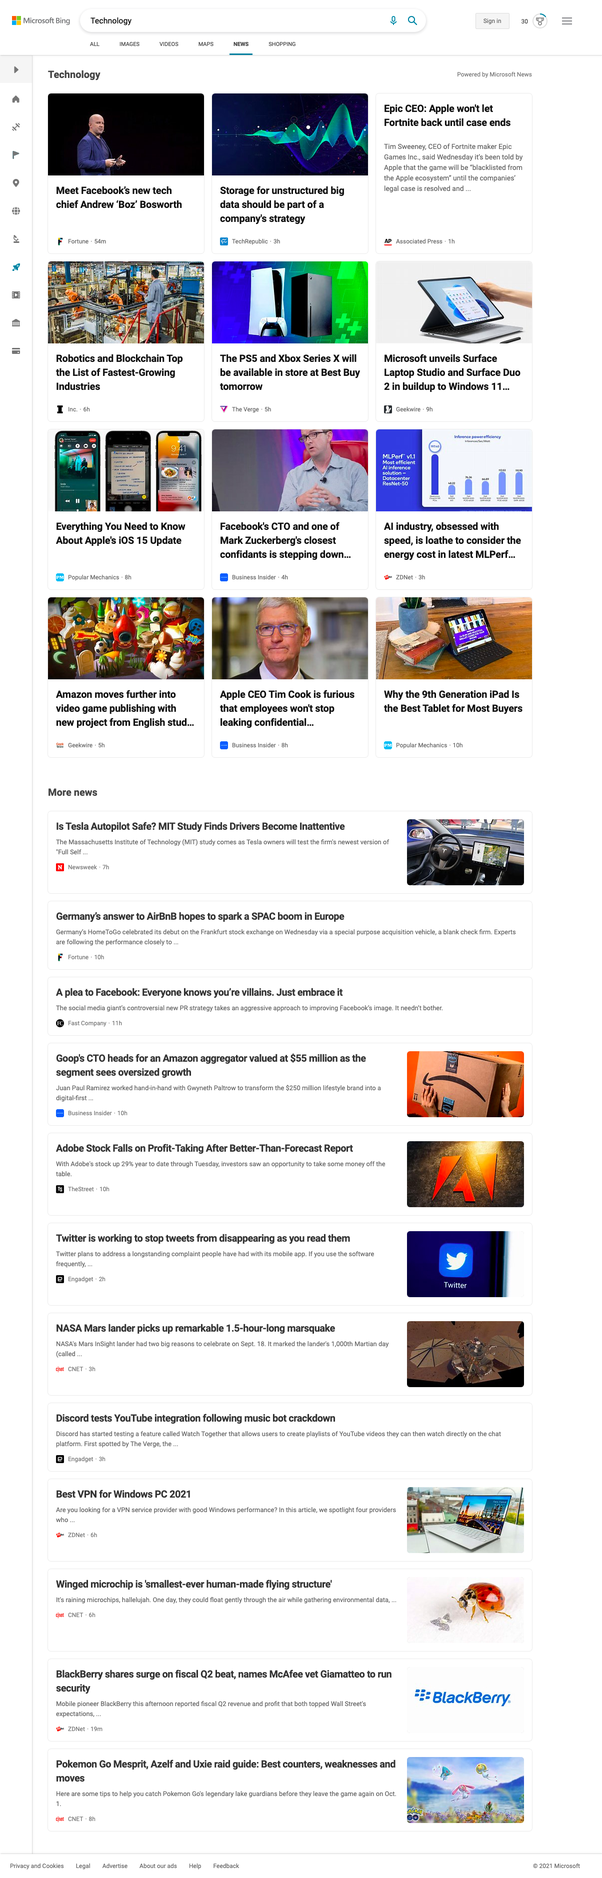 Microsoft Bing
Technology
Sign in
30
ALL
IMAGES
VIDEOS
MAPS
NEWS
SHOPPING
Technology
Powered by Microsoft News
Meet Facebook's new tech
chief Andrew 'Boz' Bosworth
Fortune · 54m
Storage for unstructured big
data should be part of a
company's strategy
TechRepublic · 3h
Epic CEO: Apple won't let
Fortnite back until case ends
Tim Sweeney, CEO of Fortnite maker Epic
Games Inc., said Wednesday it's been told by
Apple that the game will be "blacklisted from
the Apple ecosystem" until the companies'
legal case is resolved and ...
AP
Associated Press · 1h
Robotics and Blockchain Top
the List of Fastest-Growing
Industries
Inc. · 6h
The PS5 and Xbox Series X will
be available in store at Best Buy
tomorrow
The Verge · 5h
Microsoft unveils Surface
Laptop Studio and Surface Duo
2 in buildup to Windows 11...
Geekwire · 9h
Everything You Need to Know
About Apple's iOS 15 Update
Popular Mechanics · 8h
Facebook's CTO and one of
Mark Zuckerberg's closest
confidants is stepping down...
Business Insider · 4h
Inference power efficiency
MLPerf v1.1
Most efficient
AI inference
solution –
Datacenter
ResNet-50
AI industry, obsessed with
speed, is loathe to consider the
energy cost in latest MLPerf...
ZDNet · 3h
Amazon moves further into
video game publishing with
new project from English stud...
Geekwire · 5h
Apple CEO Tim Cook is furious
that employees won't stop
leaking confidential...
Business Insider · 8h
Why the 9th Generation iPad Is
the Best Tablet for Most Buyers
Popular Mechanics · 10h
More news
Is Tesla Autopilot Safe? MIT Study Finds Drivers Become Inattentive
The Massachusetts Institute of Technology (MIT) study comes as Tesla owners will test the firm's newest version of
"Full Self ...
N
Newsweek · 7h
Germany's answer to AirBnB hopes to spark a SPAC boom in Europe
Germany's HomeToGo celebrated its debut on the Frankfurt stock exchange on Wednesday via a special purpose acquisition vehicle, a blank check firm. Experts
are following the performance closely to ...
Fortune · 10h
A plea to Facebook: Everyone knows you're villains. Just embrace it
The social media giant's controversial new PR strategy takes an aggressive approach to improving Facebook's image. It needn't bother.
Fast Company · 11h
Goop's CTO heads for an Amazon aggregator valued at $55 million as the
segment sees oversized growth
Juan Paul Ramirez worked hand-in-hand with Gwyneth Paltrow to transform the $250 million lifestyle brand into a
digital-first ...
Business Insider · 10h
Adobe Stock Falls on Profit-Taking After Better-Than-Forecast Report
With Adobe's stock up 29% year to date through Tuesday, investors saw an opportunity to take some money off the
table.
TheStreet · 10h
Twitter is working to stop tweets from disappearing as you read them
Twitter plans to address a longstanding complaint people have had with its mobile app. If you use the software
frequently, ...
Engadget · 2h
Twitter
NASA Mars lander picks up remarkable 1.5-hour-long marsquake
NASA's Mars InSight lander had two big reasons to celebrate on Sept. 18. It marked the lander's 1,000th Martian day
(called ...
CNET · 3h
Discord tests YouTube integration following music bot crackdown
Discord has started testing a feature called Watch Together that allows users to create playlists of YouTube videos they can then watch directly on the chat
platform. First spotted by The Verge, the ...
Engadget · 3h
Best VPN for Windows PC 2021
Are you looking for a VPN service provider with good Windows performance? In this article, we spotlight four providers
who ...
ZDNet · 6h
Winged microchip is 'smallest-ever human-made flying structure'
It's raining microchips, hallelujah. One day, they could float gently through the air while gathering environmental data, ...
CNET · 6h
BlackBerry shares surge on fiscal Q2 beat, names McAfee vet Giamatteo to run
security
Mobile pioneer BlackBerry this afternoon reported fiscal Q2 revenue and profit that both topped Wall Street's
expectations, ...
ZDNet · 19m
BlackBerry
Pokemon Go Mesprit, Azelf and Uxie raid guide: Best counters, weaknesses and
moves
Here are some tips to help you catch Pokemon Go's legendary lake guardians before they leave the game again on Oct.
1.
CNET · 8h
Privacy and Cookies
Legal
Advertise
About our ads
Help
Feedback
© 2021 Microsoft